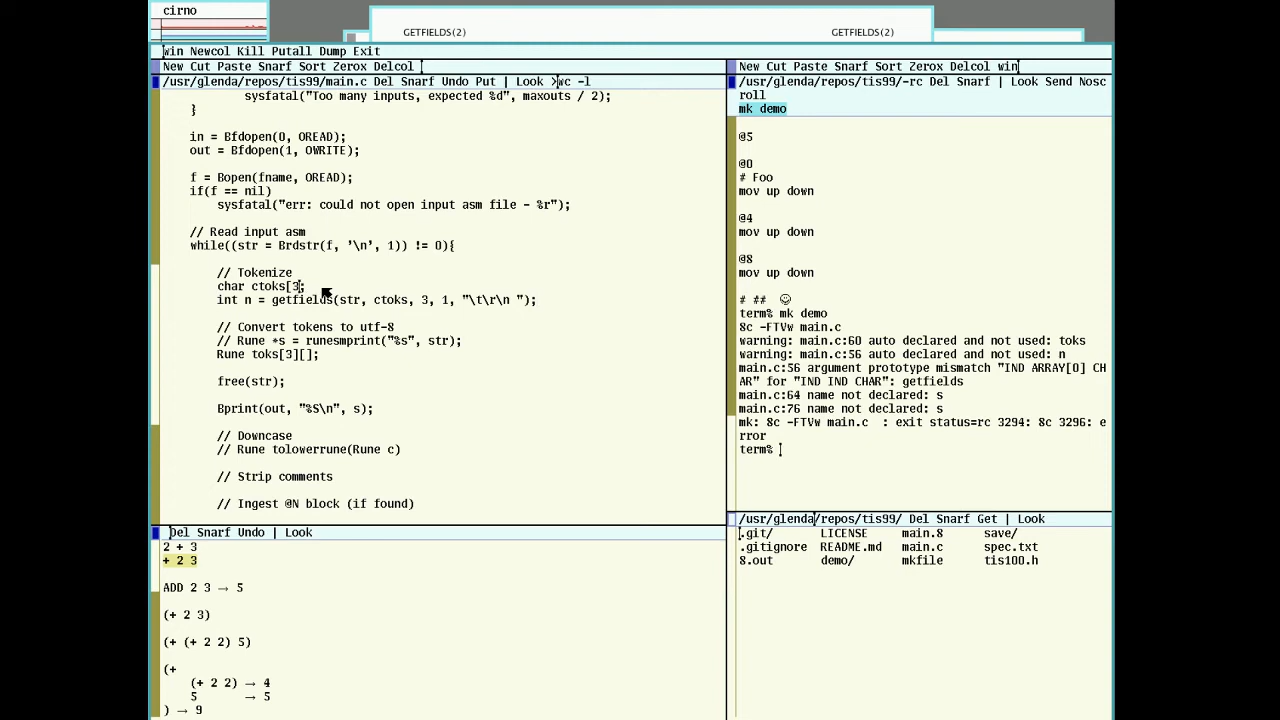 cirno
GETFIELDS(2)
GETFIELDS(2)
win Newcol Kill Putall Dump Exit
New Cut Paste Snarf Sort Zerox Delcol
/usr/glenda/repos/tis99/main.c Del Snarf Undo Put | Look >wc -l
sysfatal("Too many inputs, expected %d", maxouts / 2);
}
in = Bfdopen(0, OREAD);
out = Bfdopen(1, OWRITE);
f = Bopen(fname, OREAD);
if(f == nil)
sysfatal("err: could not open input asm file - %r");
// Read input asm
while((str = Brdstr(f, '\n', 1)) != 0){
// Tokenize
char ctoks[3;
int n = getfields(str, ctoks, 3, 1, "\t\r\n ");
// Convert tokens to utf-8
// Rune *s = runesmprint("%s", str);
Rune toks[3][];
free(str);
Bprint(out, "%S\n", s);
// Downcase
// Rune tolowerrune(Rune c)
// Strip comments
// Ingest @N block (if found)
Del Snarf Undo | Look
2 + 3
+ 2 3
ADD 2 3 → 5
(+ 2 3)
(+ (+ 2 2) 5)
(+
(+ 2 2) → 4
5 → 5
) → 9
New Cut Paste Snarf Sort Zerox Delcol win
/usr/glenda/repos/tis99/-rc Del Snarf | Look Send Nosc
roll
mk demo
@5
@0
# Foo
mov up down
@4
mov up down
@8
mov up down
# ## ☺
term% mk demo
8c -FTVw main.c
warning: main.c:60 auto declared and not used: toks
warning: main.c:56 auto declared and not used: n
main.c:56 argument prototype mismatch "IND ARRAY[0] CH
AR" for "IND IND CHAR": getfields
main.c:64 name not declared: s
main.c:76 name not declared: s
mk: 8c -FTVw main.c  : exit status=rc 3294: 8c 3296: e
rror
term%
/usr/glenda/repos/tis99/ Del Snarf Get | Look
.git/ LICENSE main.8 save/
.gitignore README.md main.c spec.txt
8.out demo/ mkfile tis100.h